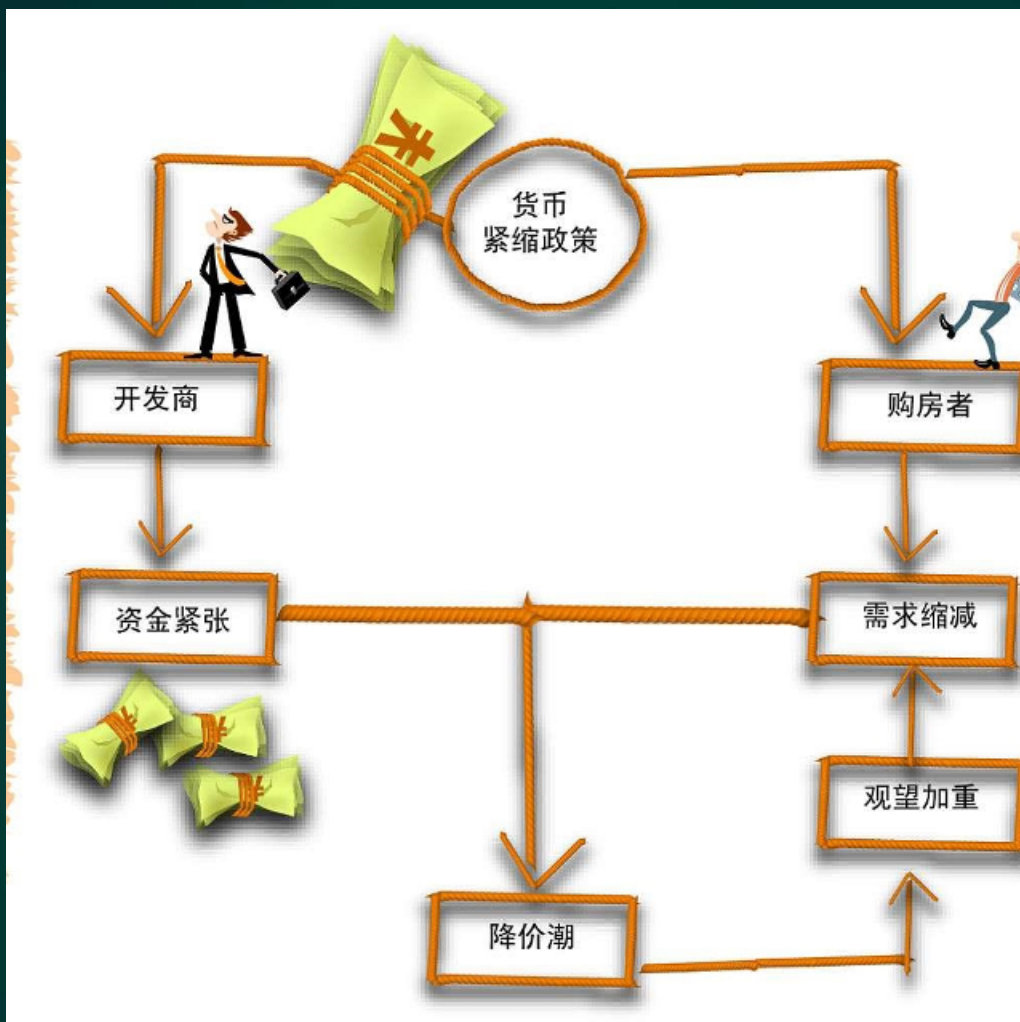 货币
紧缩政策
开发商
购房者
资金紧张
需求缩减
观望加重
降价潮